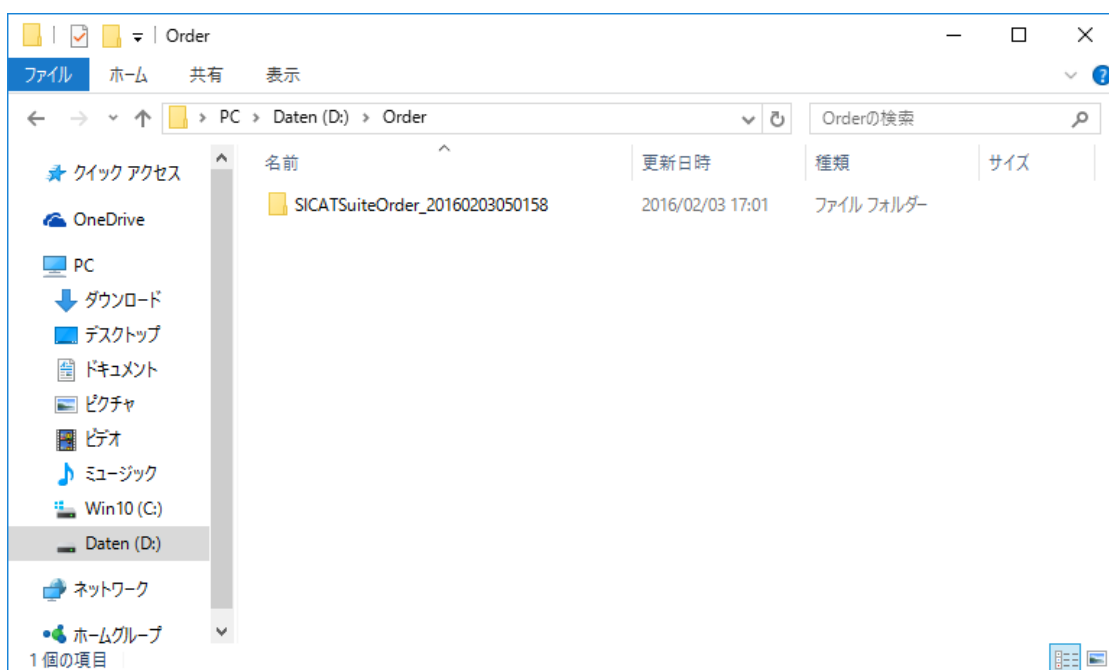 Order
ファイル ホーム 共有 表示
PC > Daten (D:) > Order
Orderの検索
名前 更新日時 種類 サイズ
SICATSuiteOrder_20160203050158 2016/02/03 17:01 ファイル フォルダー
クイック アクセス
OneDrive
PC
ダウンロード
デスクトップ
ドキュメント
ピクチャ
ビデオ
ミュージック
Win10 (C:)
Daten (D:)
ネットワーク
ホームグループ
1 個の項目